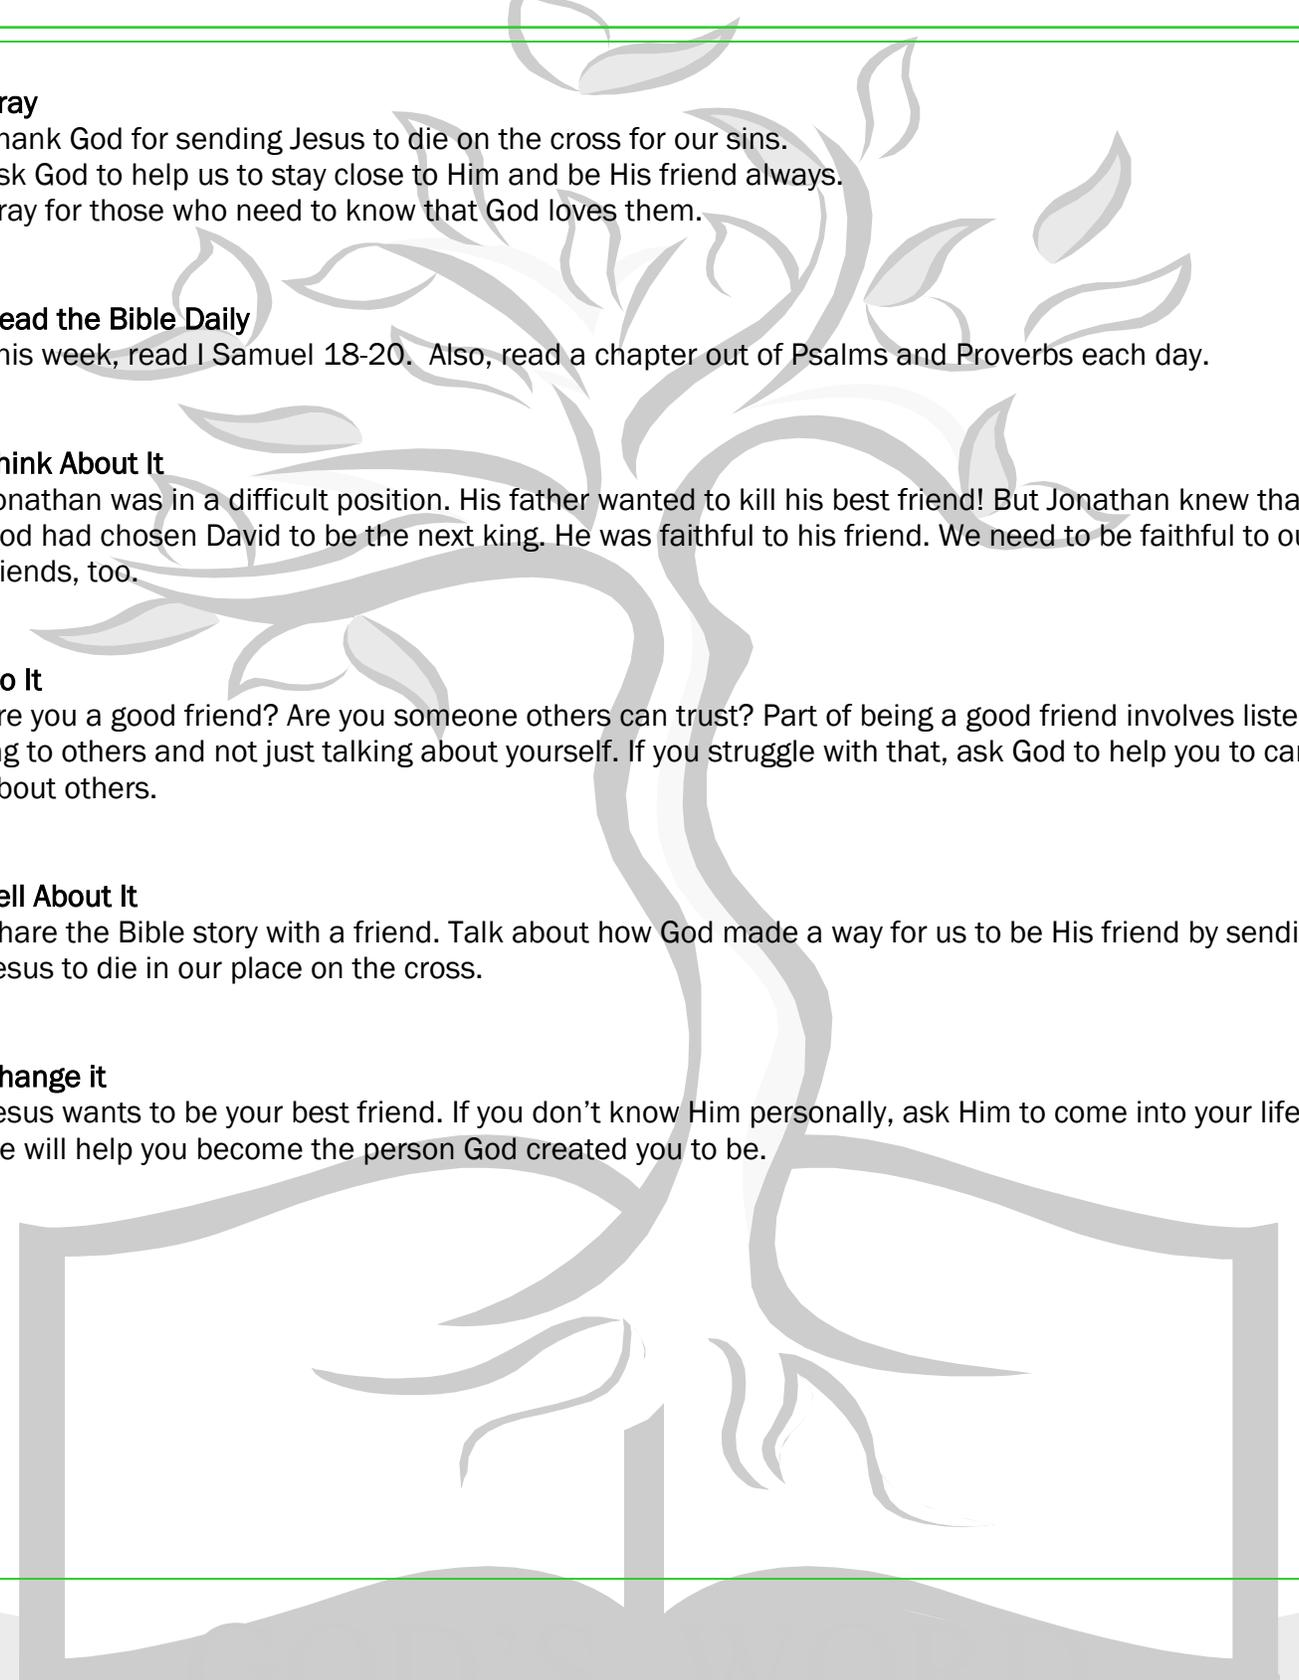 ray
hank God for sending Jesus to die on the cross for our sins.
sk God to help us to stay close to Him and be His friend always.
ray for those who need to know that God loves them.
ead the Bible Daily
his week, read I Samuel 18-20. Also, read a chapter out of Psalms and Proverbs each day.
hink About It
onathan was in a difficult position. His father wanted to kill his best friend! But Jonathan knew tha
od had chosen David to be the next king. He was faithful to his friend. We need to be faithful to ou
iends, too.
o It
re you a good friend? Are you someone others can trust? Part of being a good friend involves liste
g to others and not just talking about yourself. If you struggle with that, ask God to help you to car
bout others.
ell About It
hare the Bible story with a friend. Talk about how God made a way for us to be His friend by sendi
esus to die in our place on the cross.
hange it
esus wants to be your best friend. If you don’t know Him personally, ask Him to come into your life
e will help you become the person God created you to be.